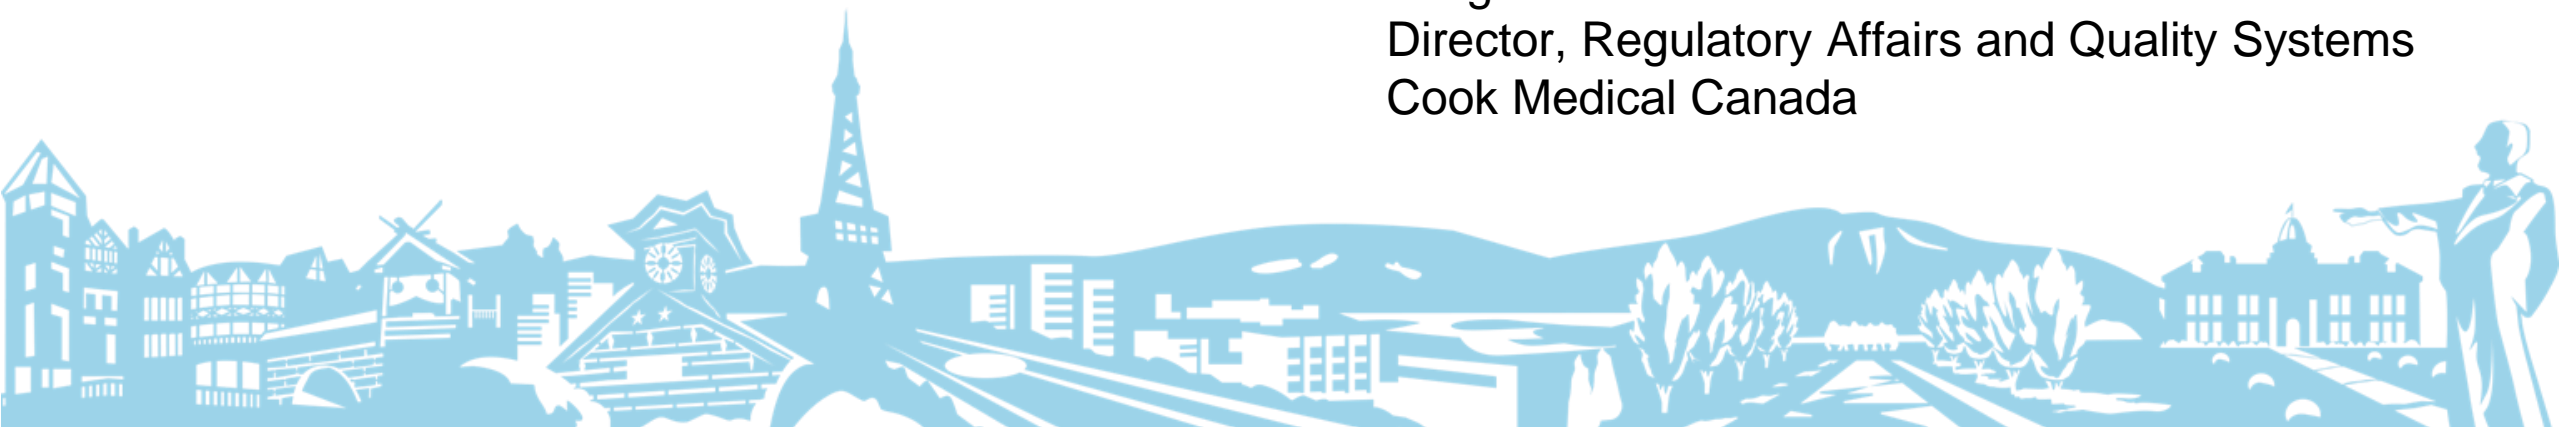 Director, Regulatory Affairs and Quality Systems
Cook Medical Canada